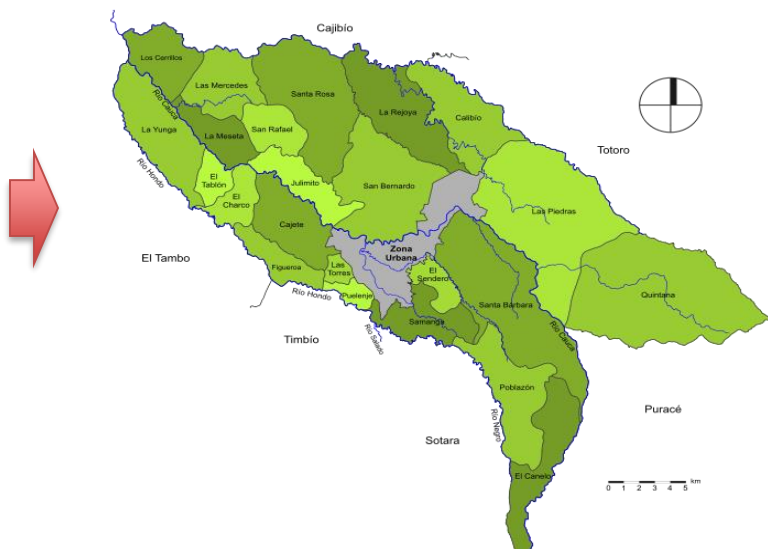 Cajibío
Los Cerrillos
Las Mercedes
Santa Rosa
La Rejoya
Calibío
Río Cauca
La Yunga
La Meseta
San Rafael
Totoro
Río Hondo
El
Tablón
Julimito
San Bernardo
El
Charco
Las Piedras
Cajete
El Tambo
Zona
Urbana
Figueroa
Las
Torres
El
Sendero
Quintana
Río Hondo
Puelenje
Santa Bárbara
Samanga
Río Cauca
Timbío
Río Salado
Poblazón
Río Negro
Puracé
Sotara
El Canelo
km
0 1 2 3 4 5